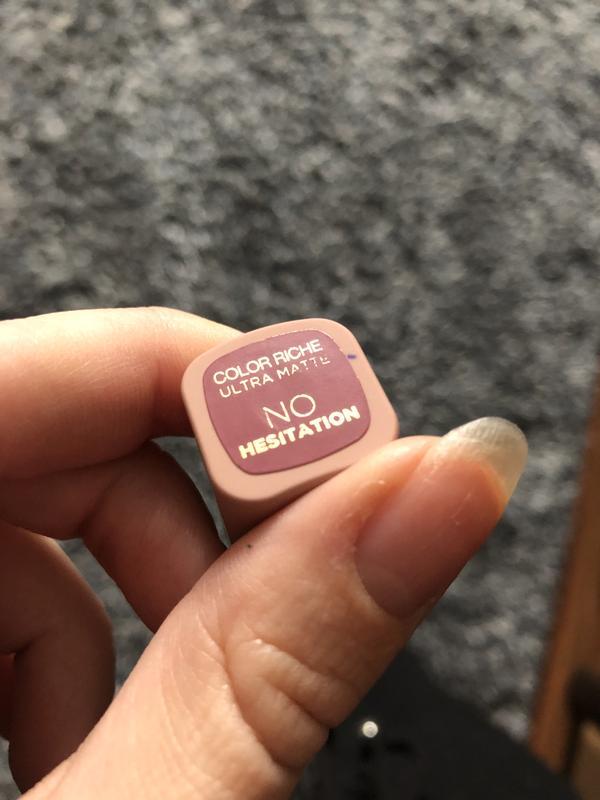 COLOR RICHE
ULTRA MATTE
NO
HESITATION